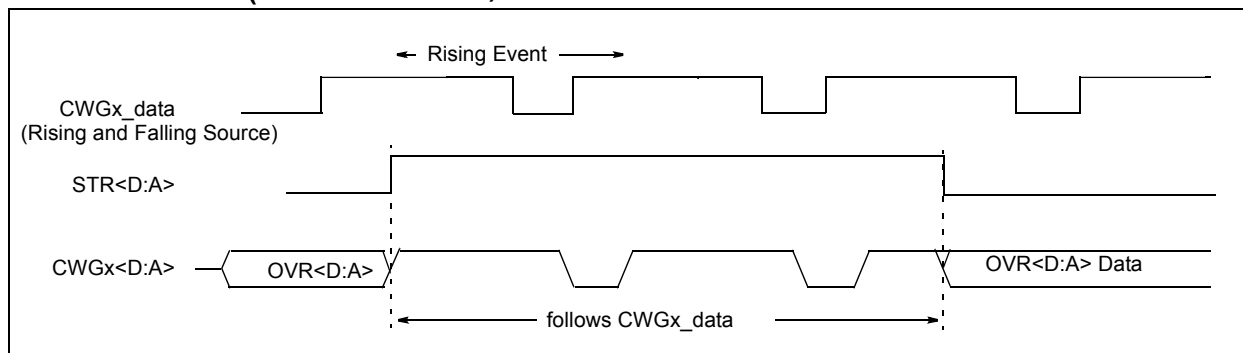 Rising Event
CWGx_data
(Rising and Falling Source)
STR<D:A>
CWGx<D:A>
OVR<D:A>
OVR<D:A> Data
follows CWGx_data